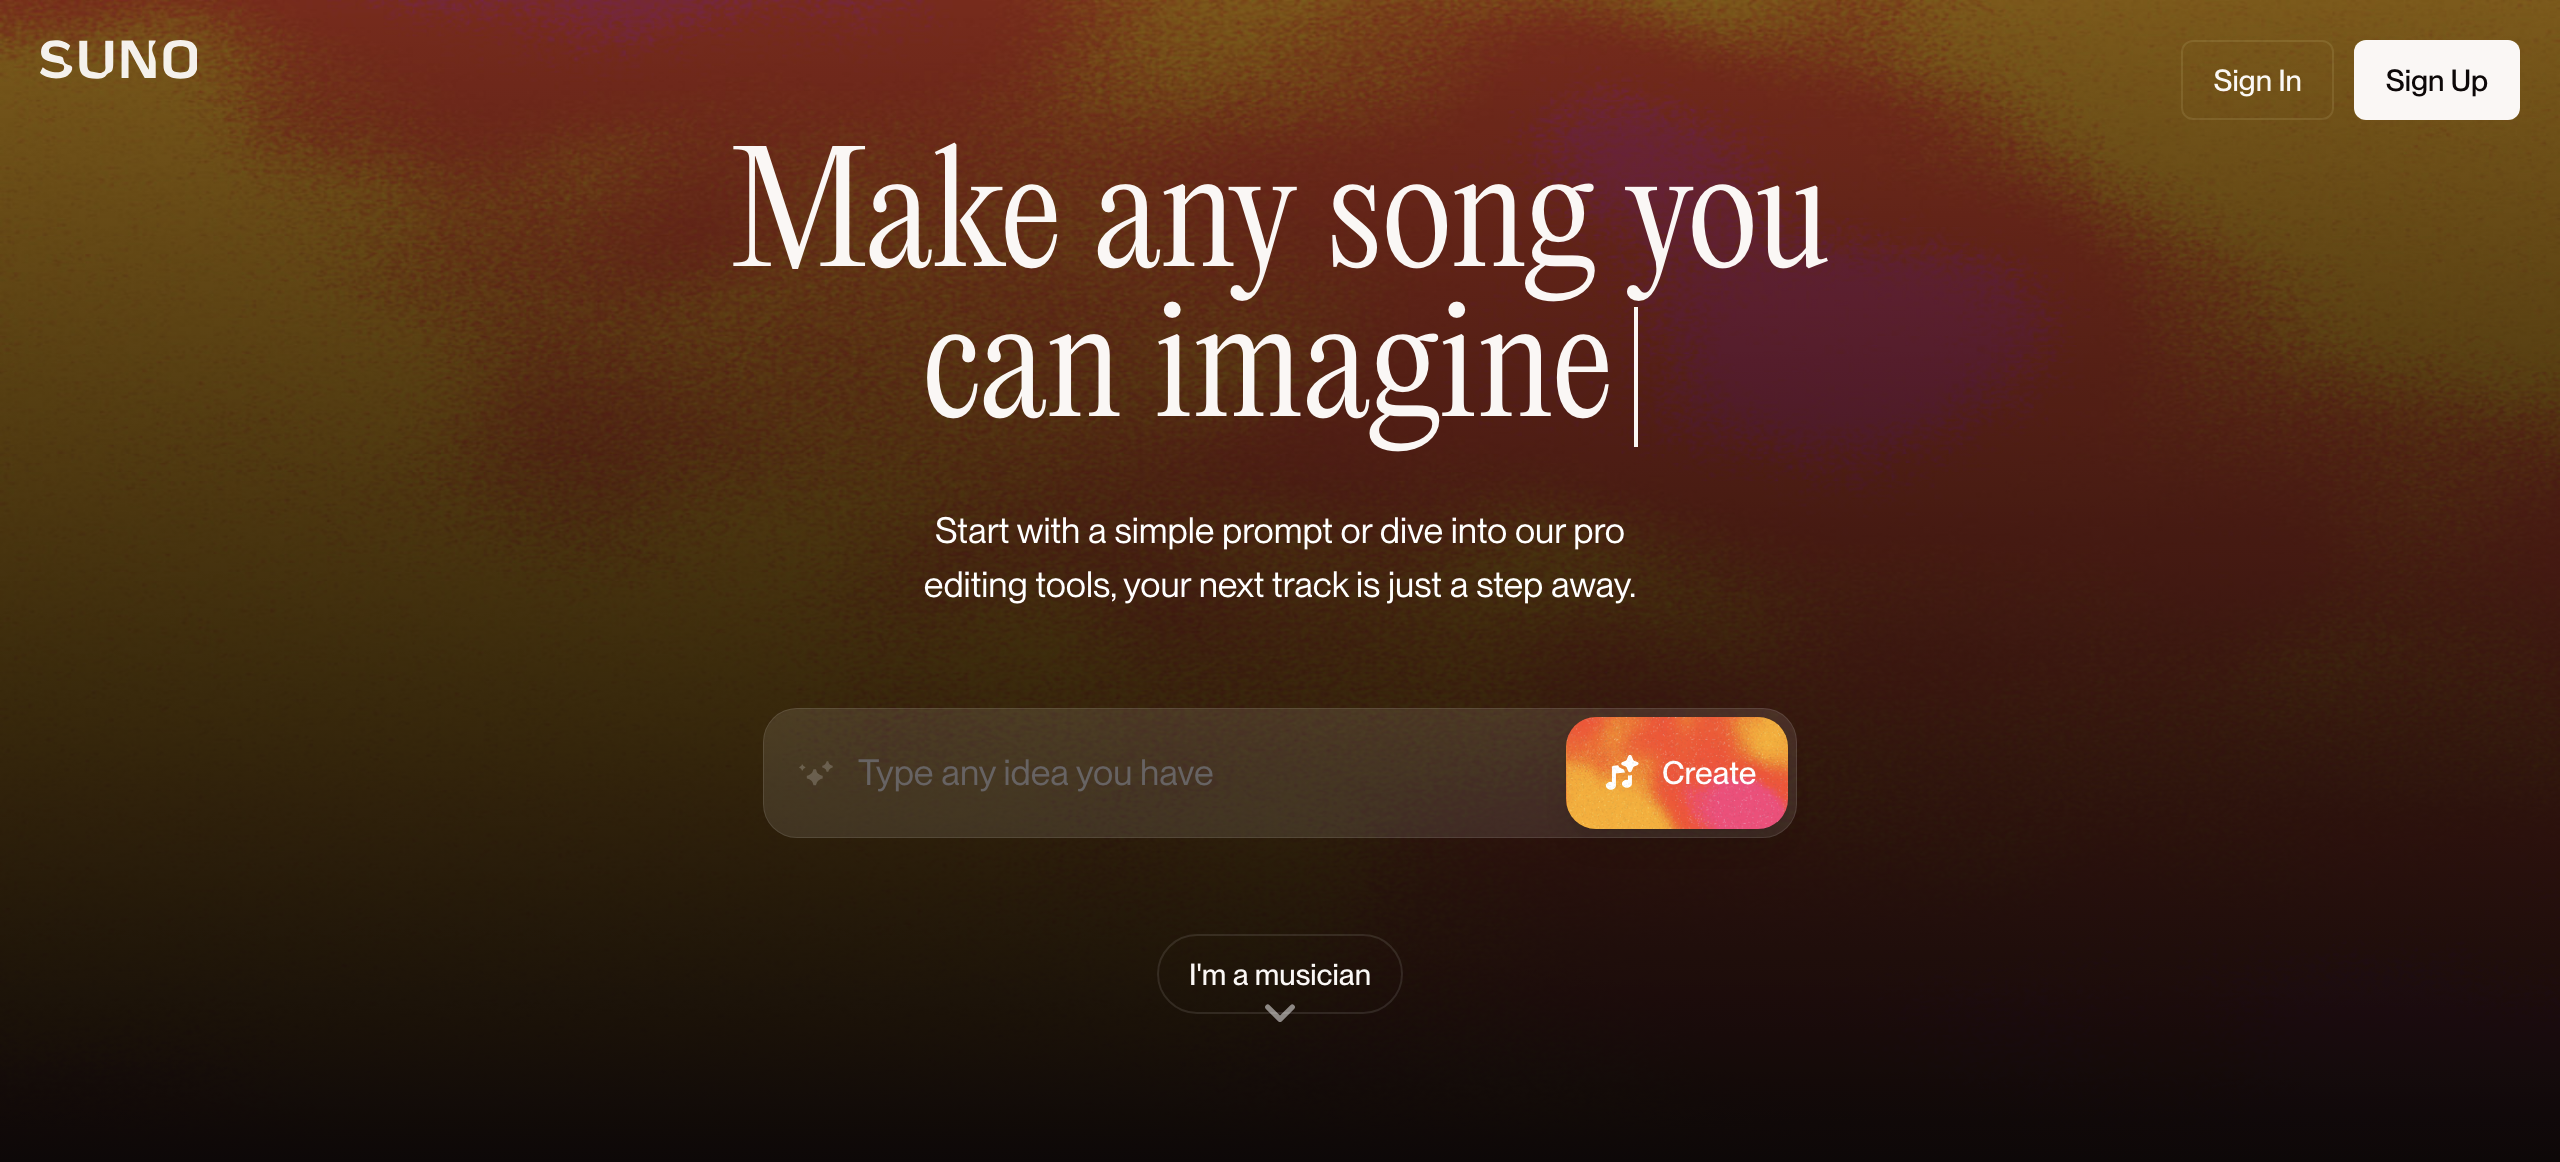 SUNO
Sign In
Sign Up
Make any song you
can imagine
Start with a simple prompt or dive into our pro
editing tools, your next track is just a step away.
Type any idea you have
Create
I'm a musician